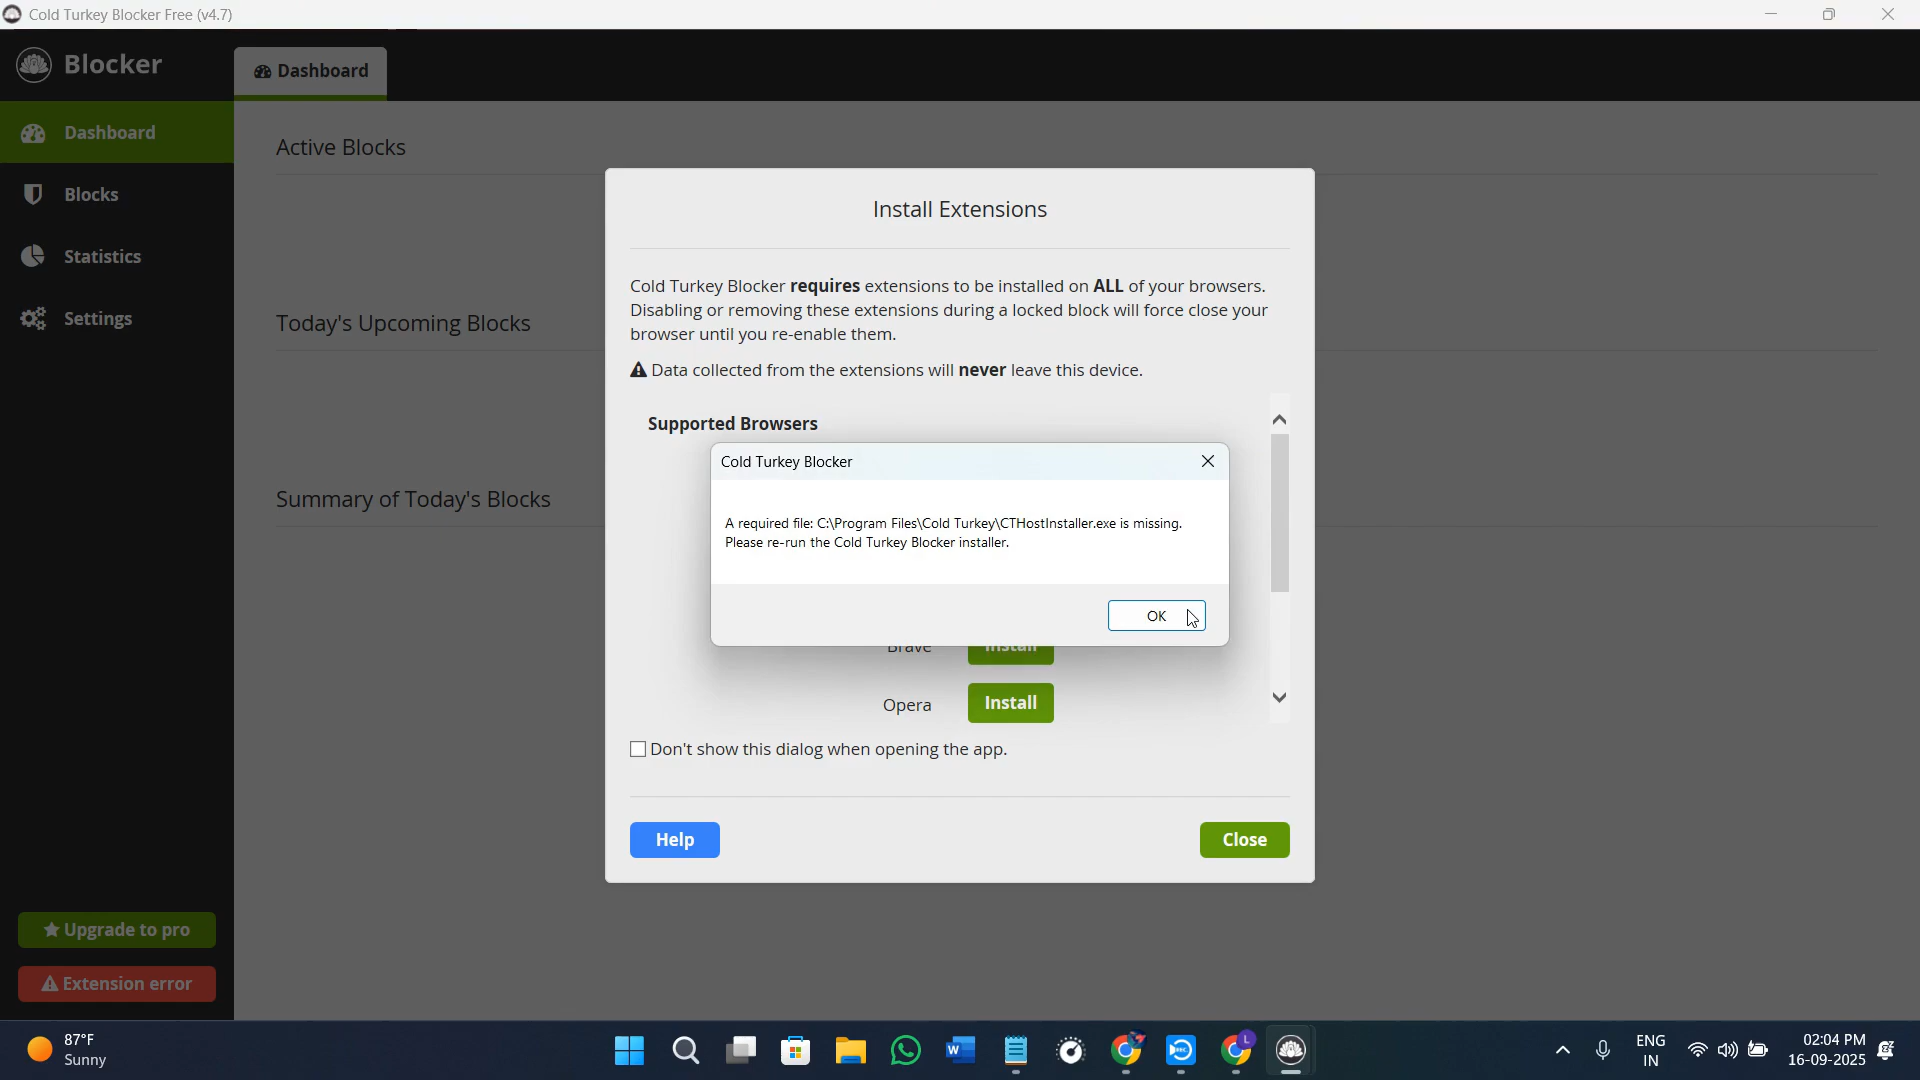 Cold Turkey Blocker Free (v4.7)
Blocker
Dashboard
Dashboard
Blocks
Statistics
Settings
Upgrade to pro
Extension error
Active Blocks
Today's Upcoming Blocks
Summary of Today's Blocks
Install Extensions
Cold Turkey Blocker requires extensions to be installed on ALL of your browsers.
Disabling or removing these extensions during a locked block will force close your
browser until you re-enable them.
Data collected from the extensions will never leave this device.
Supported Browsers
Cold Turkey Blocker
A required file: C:\Program Files\Cold Turkey\CTHostInstaller.exe is missing.
Please re-run the Cold Turkey Blocker installer.
OK
Brave Install
Opera Install
Don't show this dialog when opening the app.
Help Close
87°F
Sunny
L
ENG
IN
02:04 PM
16-09-2025